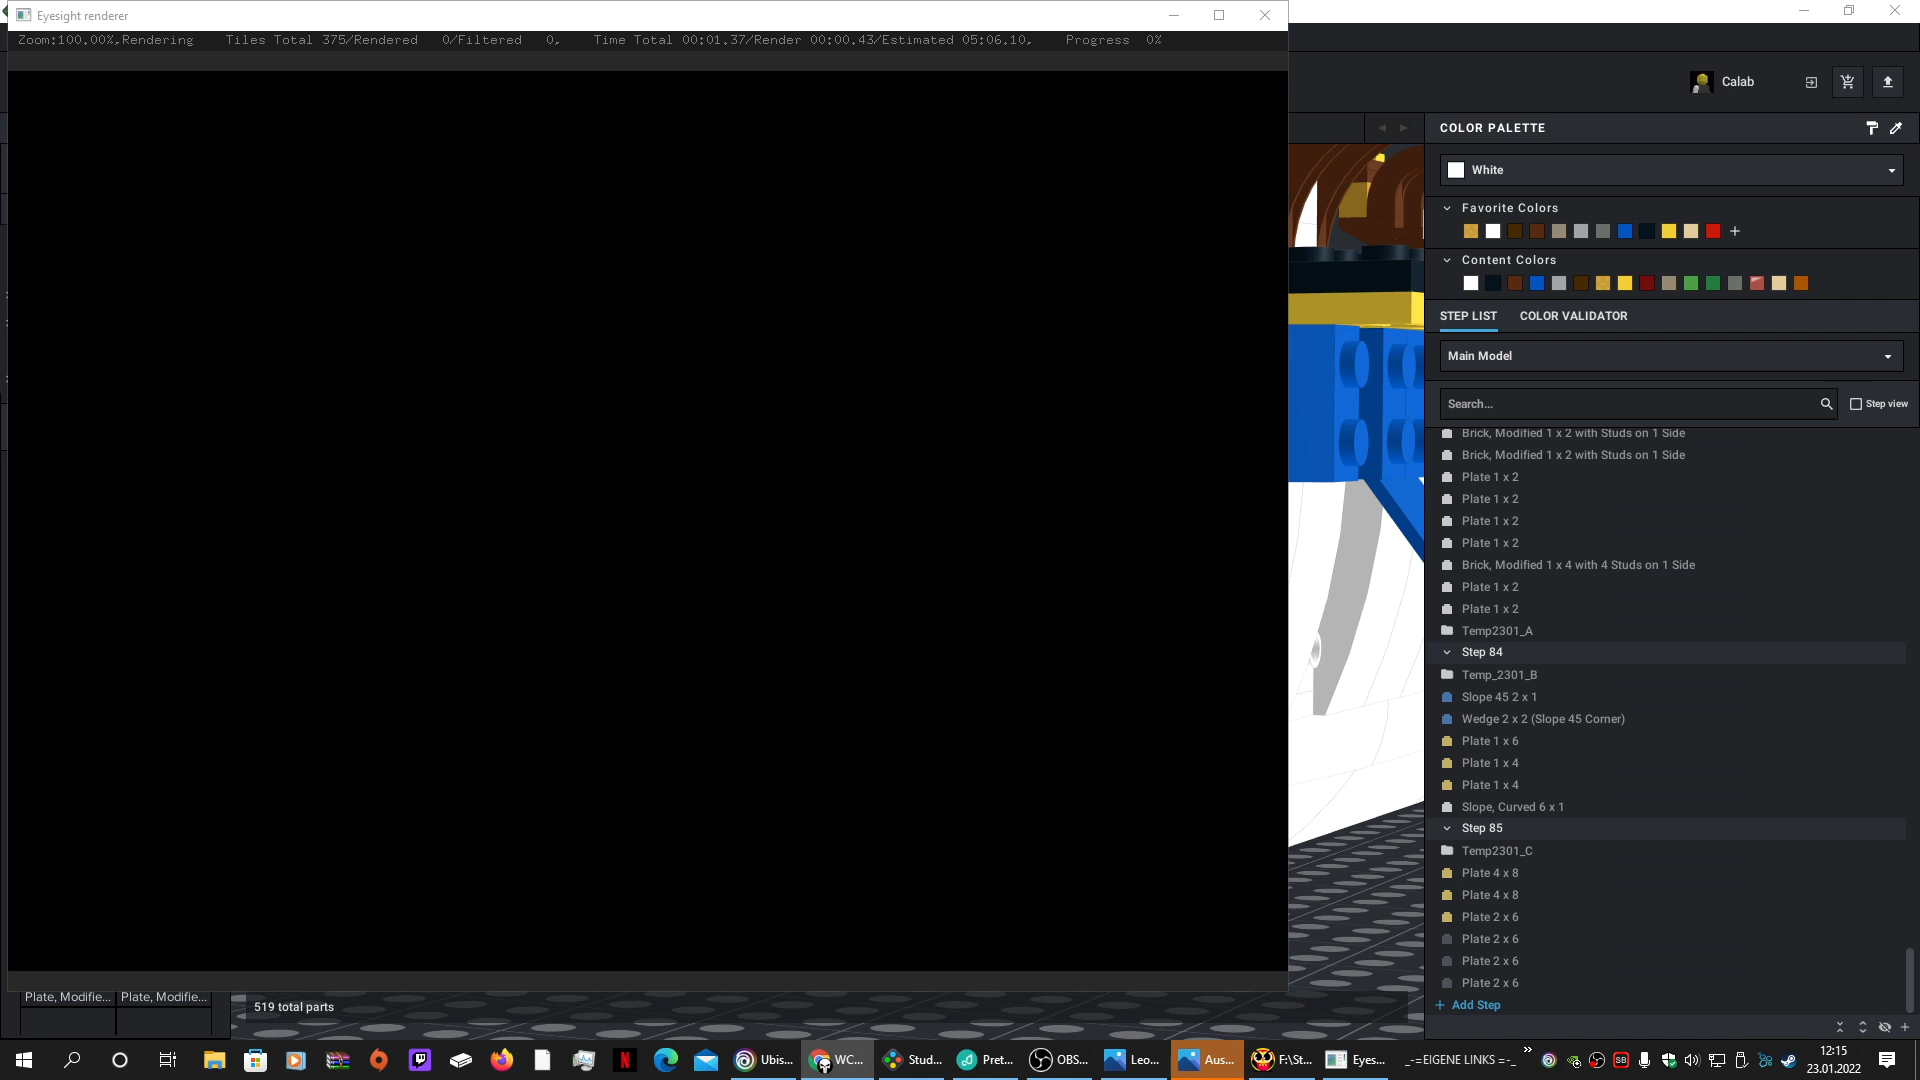 Eyesight renderer
Zoom:100.00%,Rendering Tiles Total 375/Rendered 0/Filtered 0, Time Total 00:01.37/Render 00:00.43/Estimated 05:06.10, Progress 0%
Calab
COLOR PALETTE
White
Favorite Colors
Content Colors
STEP LIST COLOR VALIDATOR
Main Model
Search... Step view
Brick, Modified 1 x 2 with Studs on 1 Side
Brick, Modified 1 x 2 with Studs on 1 Side
Plate 1 x 2
Plate 1 x 2
Plate 1 x 2
Plate 1 x 2
Brick, Modified 1 x 4 with 4 Studs on 1 Side
Plate 1 x 2
Plate 1 x 2
Temp2301_A
Step 84
Temp_2301_B
Slope 45 2 x 1
Wedge 2 x 2 (Slope 45 Corner)
Plate 1 x 6
Plate 1 x 4
Plate 1 x 4
Slope, Curved 6 x 1
Step 85
Temp2301_C
Plate 4 x 8
Plate 4 x 8
Plate 2 x 6
Plate 2 x 6
Plate 2 x 6
Plate 2 x 6
Add Step
Plate, Modifie... Plate, Modifie...
519 total parts
Ubis... WC... Stud... Pret... OBS... Leo... Aus... F:\St... Eyes... _-=EIGENE LINKS =-_ SB
12:15
23.01.2022